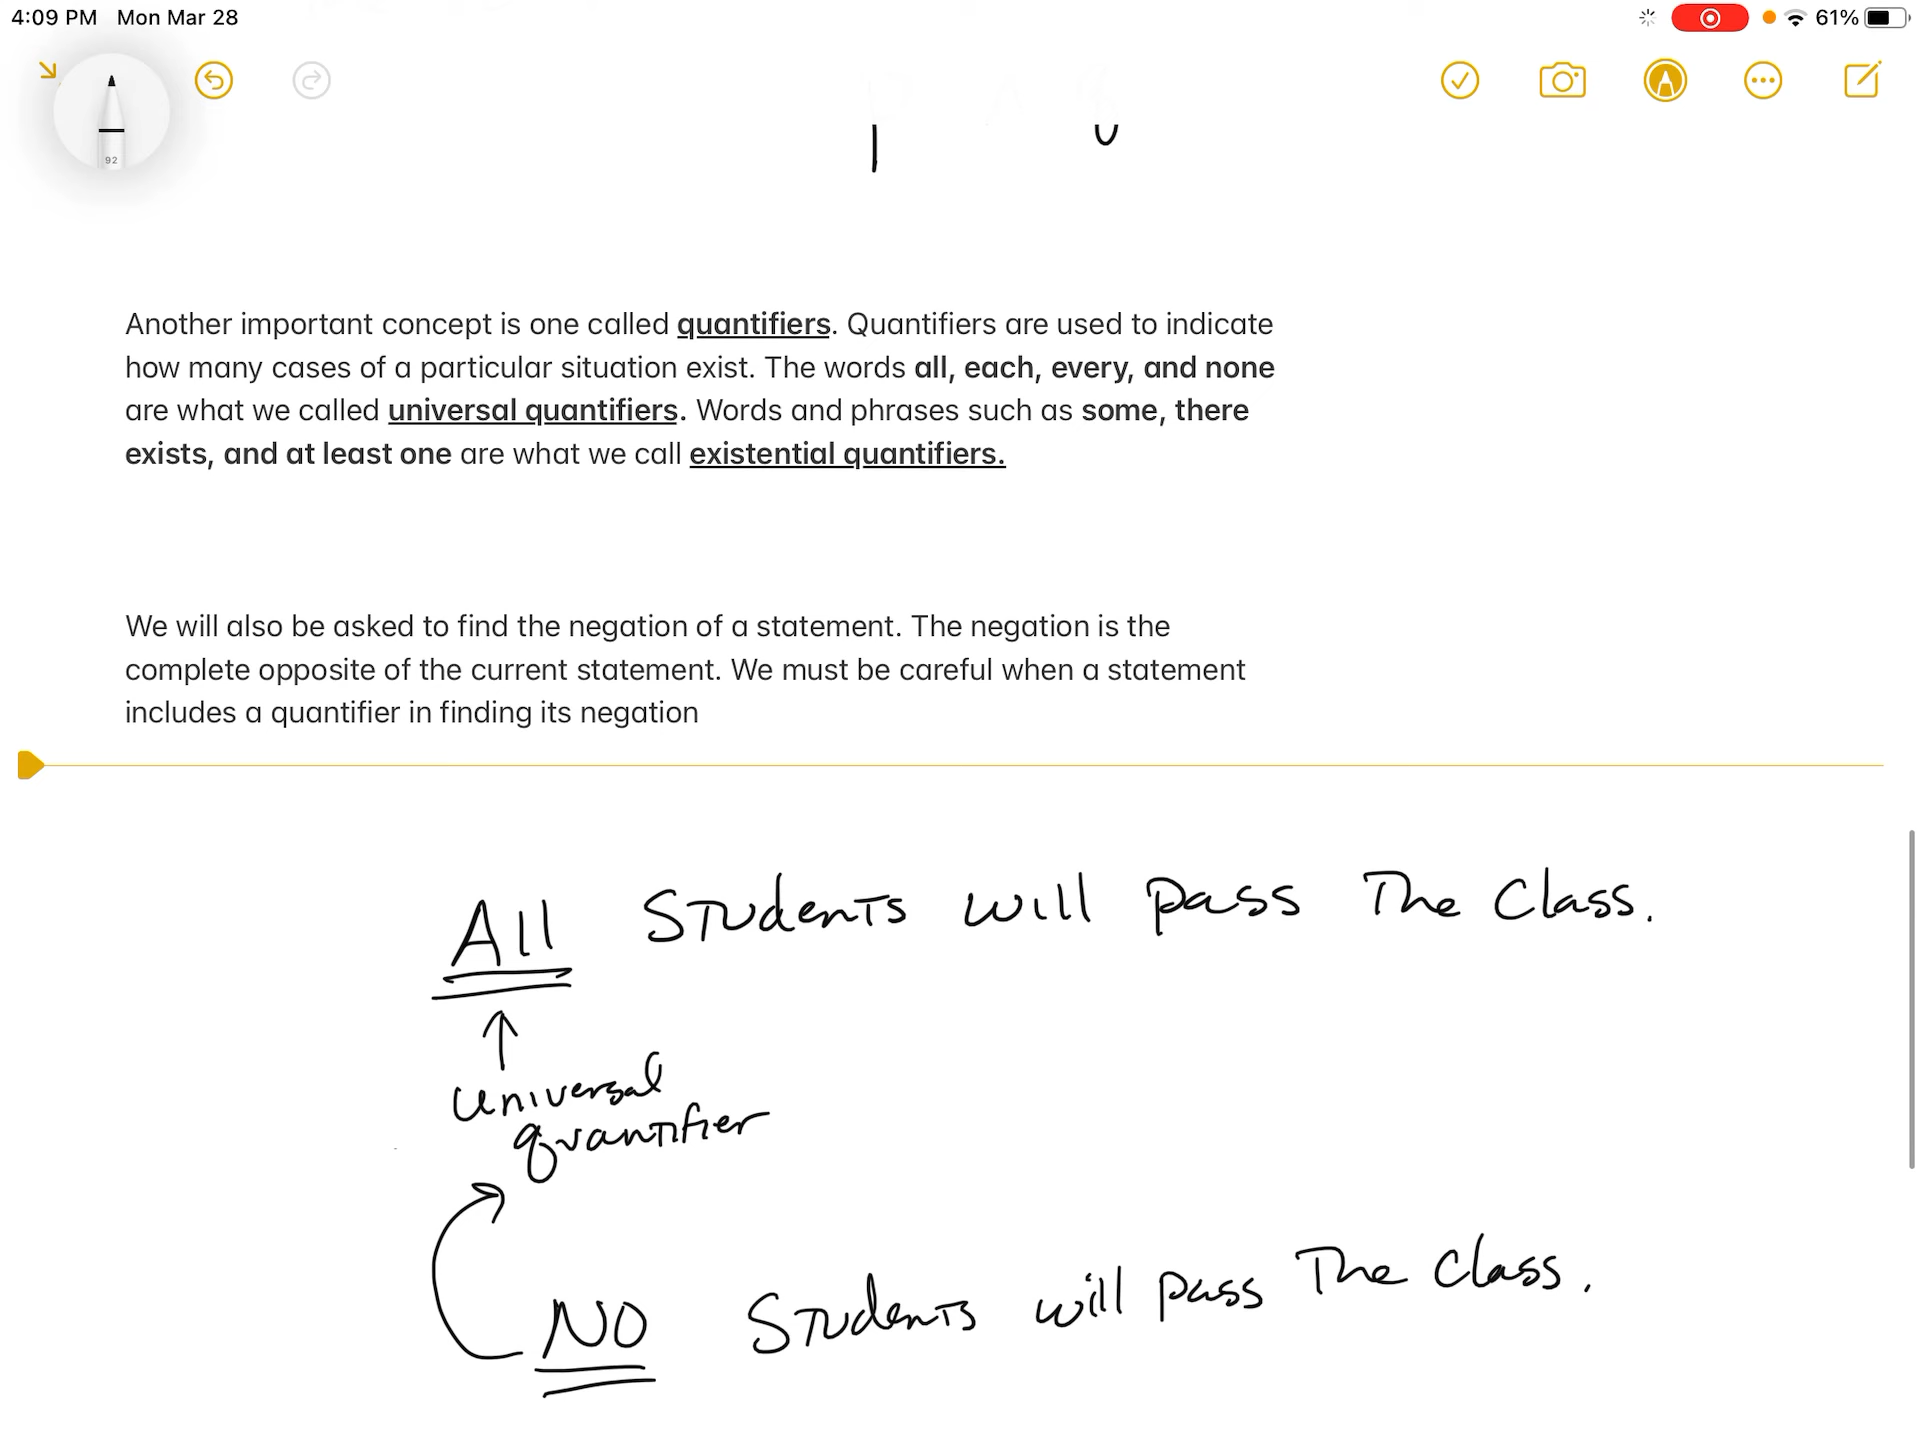 4:09 PM Mon Mar 28
61%
92
Another important concept is one called quantifiers. Quantifiers are used to indicate
how many cases of a particular situation exist. The words all, each, every, and none
are what we called universal quantifiers. Words and phrases such as some, there
exists, and at least one are what we call existential quantifiers.
We will also be asked to find the negation of a statement. The negation is the
complete opposite of the current statement. We must be careful when a statement
includes a quantifier in finding its negation
All Students will pass The Class.
universal
quantifier
NO Students will pass The Class.